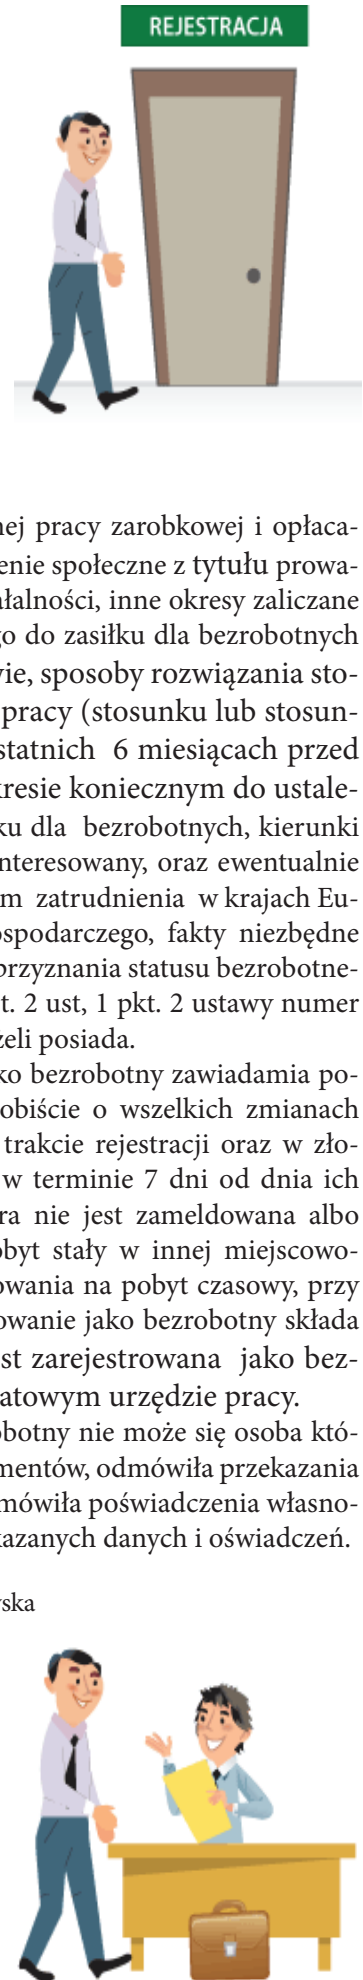 REJESTRACJA
nej pracy zarobkowej i opłaca-
enie społeczne z tytułu prowa-
ałalności, inne okresy zaliczane
go do zasiłku dla bezrobotnych
wie, sposoby rozwiązania sto-
pracy (stosunku lub stosun-
statnich 6 miesiącach przed
kresie koniecznym do ustale-
ku dla bezrobotnych, kierunki
nteresowany, oraz ewentualnie
m zatrudnienia w krajach Eu-
ospodarczego, fakty niezbędne
przyznania statusu bezrobotne-
t. 2 ust, 1 pkt. 2 ustawy numer
żeli posiada.
ko bezrobotny zawiadamia po-
obiście o wszelkich zmianach
trakcie rejestracji oraz w zło-
w terminie 7 dni od dnia ich
ra nie jest zameldowana albo
obyt stały w innej miejscowo-
owania na pobyt czasowy, przy
owanie jako bezrobotny składa
st zarejestrowana jako bez-
atowym urzędzie pracy.
obotny nie może się osoba któ-
mentów, odmówiła przekazania
mówiła poświadczenia własno-
kazanych danych i oświadczeń.
wska